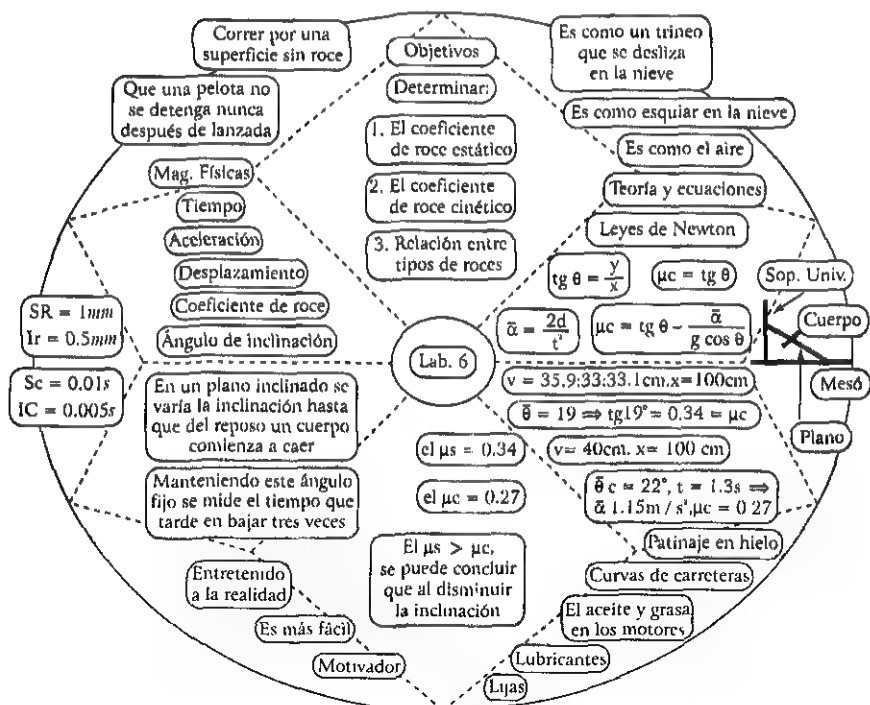 Correr por una
superficie sin roce
Que una pelota no
se detenga nunca
después de lanzada
Objetivos
Determinar:
1. El coeficiente
de roce estático
2. El coeficiente
de roce cinético
3. Relación entre
tipos de roces
Es como un trineo
que se desliza
en la nieve
Es como esquiar en la nieve
Es como el aire
Mag. Físicas
Tiempo
Aceleración
Desplazamiento
Coeficiente de roce
Ángulo de inclinación
Teoría y ecuaciones
Leyes de Newton
tg θ = y/x
μc = tg θ
ᾱ = 2d/t²
μc = tg θ - ᾱ/(g cos θ)
Sop. Univ.
Cuerpo
Mesó
Plano
SR = 1mm
Ir = 0.5mm
Sc = 0.01s
IC = 0.005s
Lab. 6
En un plano inclinado se
varía la inclinación hasta
que del reposo un cuerpo
comienza a caer
Manteniendo este ángulo
fijo se mide el tiempo que
tarde en bajar tres veces
v = 35.9:33:33.1cm.x=100cm
θ̄ = 19 ⇒ tg19° = 0.34 = μc
v= 40cm. x= 100 cm
θ̄ c = 22°, t = 1.3s ⇒
ᾱ 1.15m / s²,μc = 0 27
el μs = 0.34
el μc = 0.27
El μs > μc,
se puede concluir
que al disminuir
la inclinación
Entretenido
a la realidad
Es más fácil
Motivador
Patinaje en hielo
Curvas de carreteras
El aceite y grasa
en los motores
Lubricantes
Lijas